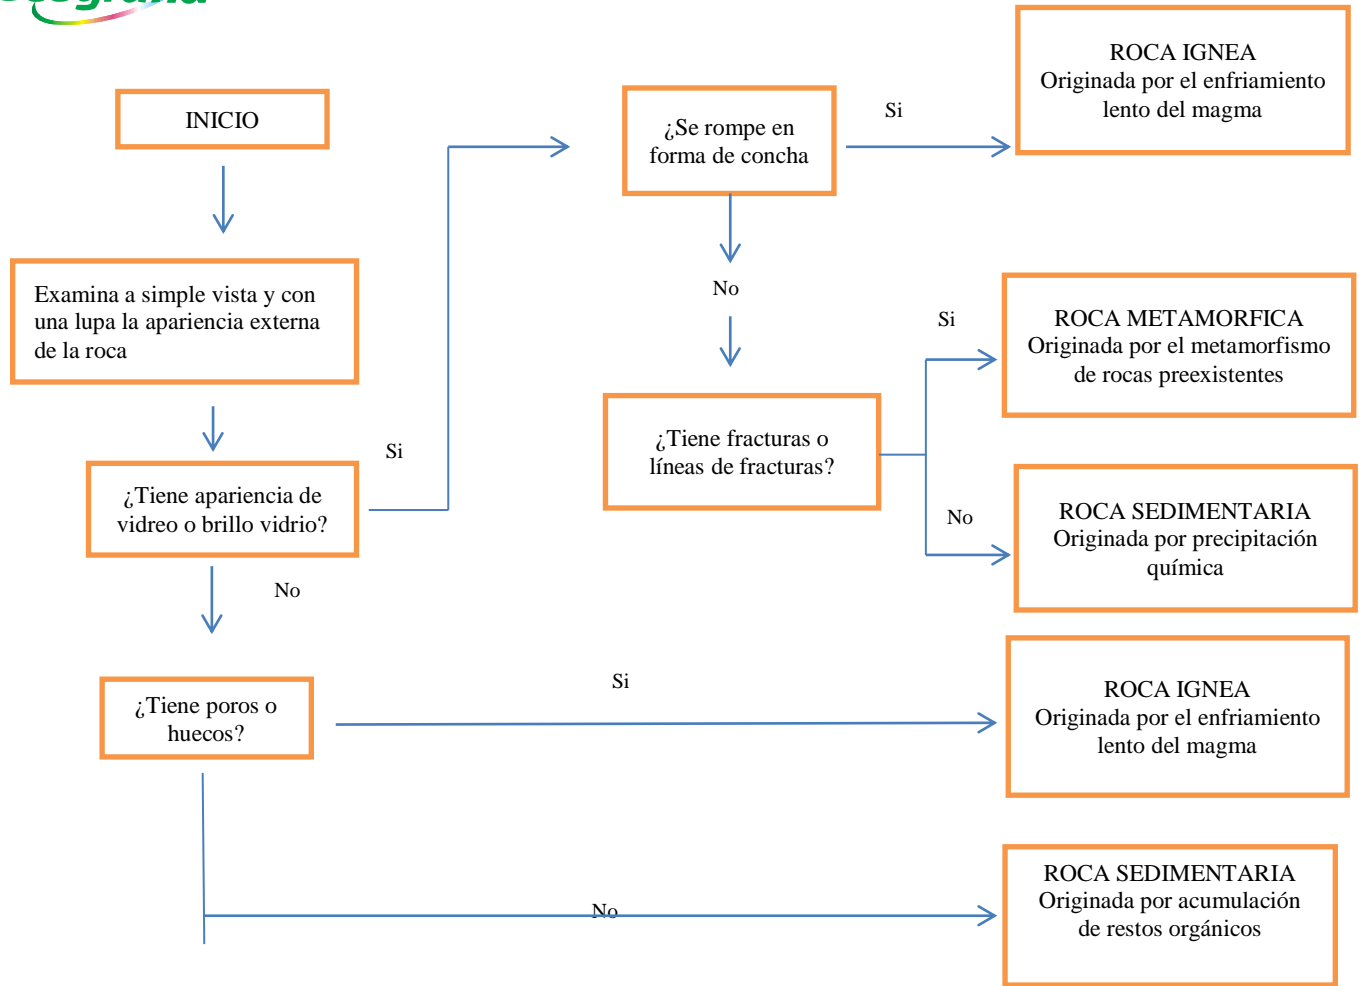 INICIO
Examina a simple vista y con
una lupa la apariencia externa
de la roca
¿Tiene apariencia de
vidreo o brillo vidrio?
Si
No
¿Se rompe en
forma de concha
Si
ROCA IGNEA
Originada por el enfriamiento
lento del magma
No
¿Tiene fracturas o
líneas de fracturas?
Si
ROCA METAMORFICA
Originada por el metamorfismo
de rocas preexistentes
No
ROCA SEDIMENTARIA
Originada por precipitación
química
¿Tiene poros o
huecos?
Si
ROCA IGNEA
Originada por el enfriamiento
lento del magma
No
ROCA SEDIMENTARIA
Originada por acumulación
de restos orgánicos